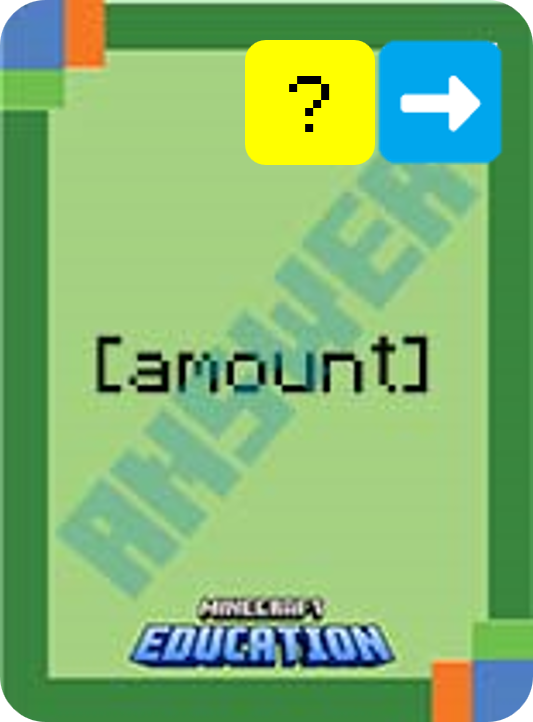 ?
[amount]
ANSWER
MINECRAFT
EDUCATION